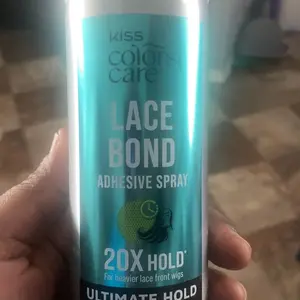 KISS
colors
care
LACE
BOND
ADHESIVE SPRAY
20X HOLD*
For heavier lace front wigs
ULTIMATE HOLD